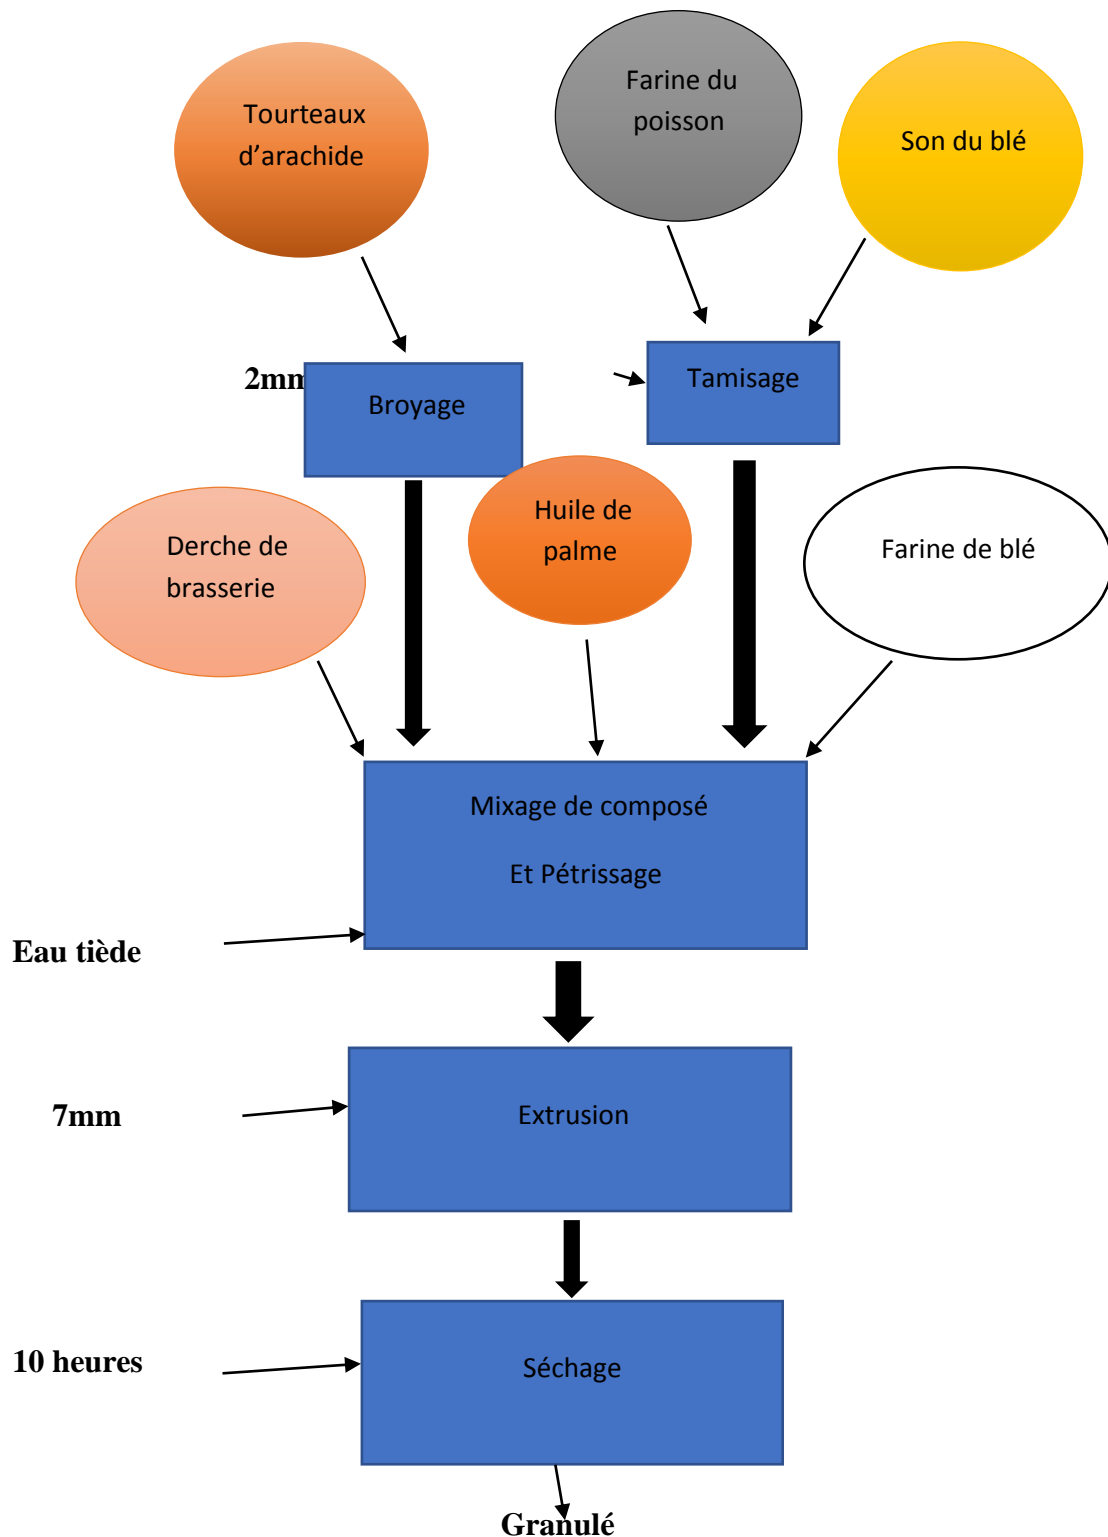 Tourteaux
d’arachide
Farine du
poisson
Son du blé
2mm
Broyage
Tamisage
Derche de
brasserie
Huile de
palme
Farine de blé
Mixage de composé
Et Pétrissage
Eau tiède
7mm
Extrusion
10 heures
Séchage
Granulé